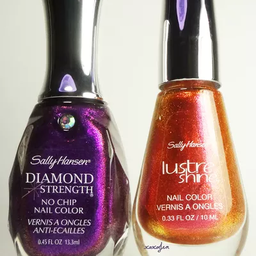 Sally Hansen
DIAMOND
STRENGTH
NO CHIP
NAIL COLOR
VERNIS A ONGLES
ANTI-ECAILLES
0.45 FL OZ 13.3ml
Sally Hansen
lustre
shine
NAIL COLOR
VERNIS A ONGLES
0.33 FL OZ / 10 ML